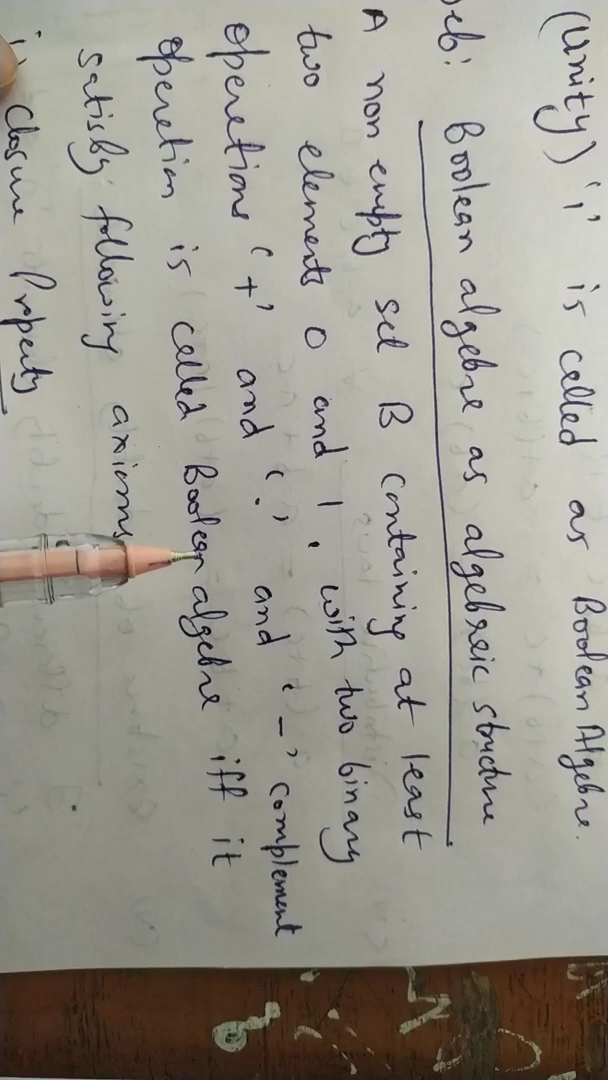 (Unity) '1' is called as Boolean Algebra.
Def: Boolean algebra as algebraic structure
A non empty set B containing at least
two elements 0 and 1. with two binary
operations '+' and '.' and '-' complement
operation is called Boolean algebra iff it
satisfy following axioms
i) Closure Property